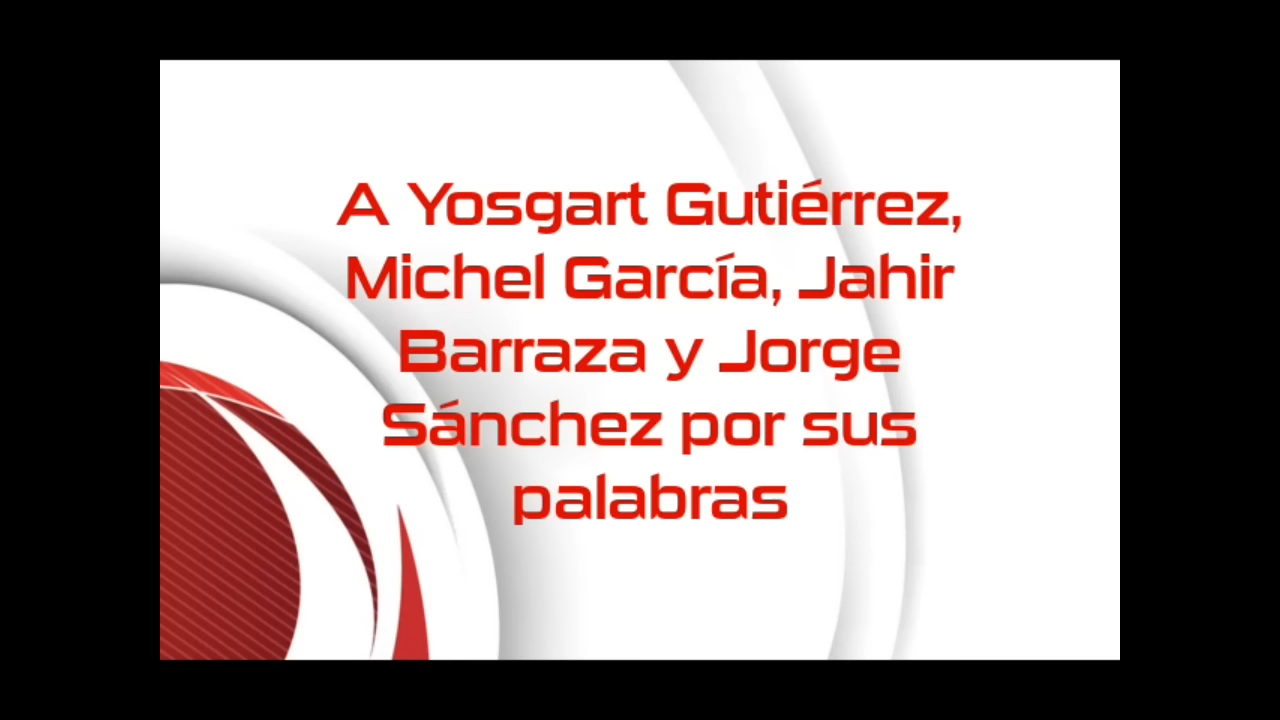 A Yosgart Gutiérrez,
Michel García, Jahir
Barraza y Jorge
Sánchez por sus
palabras